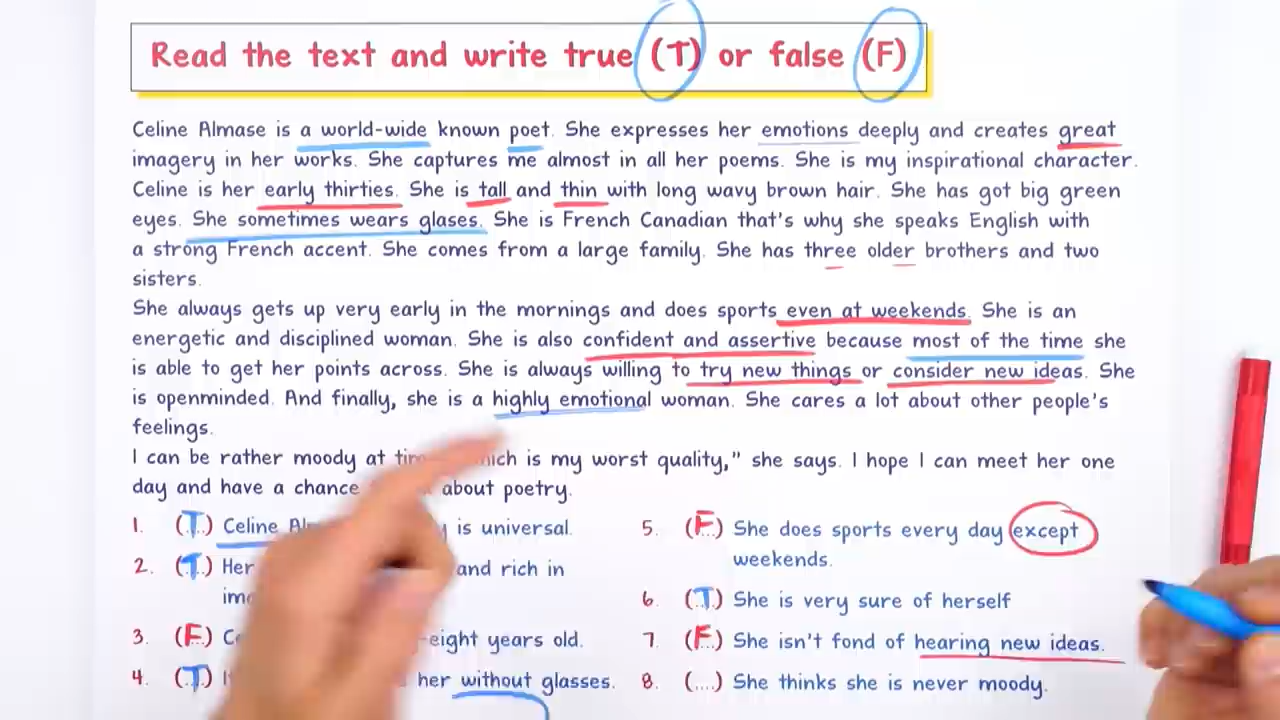 Read the text and write true (T) or false (F)
Celine Almase is a world-wide known poet. She expresses her emotions deeply and creates great
imagery in her works. She captures me almost in all her poems. She is my inspirational character.
Celine is her early thirties. She is tall and thin with long wavy brown hair. She has got big green
eyes. She sometimes wears glases. She is French Canadian that's why she speaks English with
a strong French accent. She comes from a large family. She has three older brothers and two
sisters.
She always gets up very early in the mornings and does sports even at weekends. She is an
energetic and disciplined woman. She is also confident and assertive because most of the time she
is able to get her points across. She is always willing to try new things or consider new ideas. She
is openminded. And finally, she is a highly emotional woman. She cares a lot about other people's
feelings.
I can be rather moody at is my worst quality," she says. I hope I can meet her one
day and have a chance about poetry.
1. (T) Celine is universal.
2. (T) Her and rich in
3. (F) eight years old.
4. (T) her without glasses.
5. (F) She does sports every day except
weekends.
6. (T) She is very sure of herself
7. (F) She isn't fond of hearing new ideas.
8. (....) She thinks she is never moody.